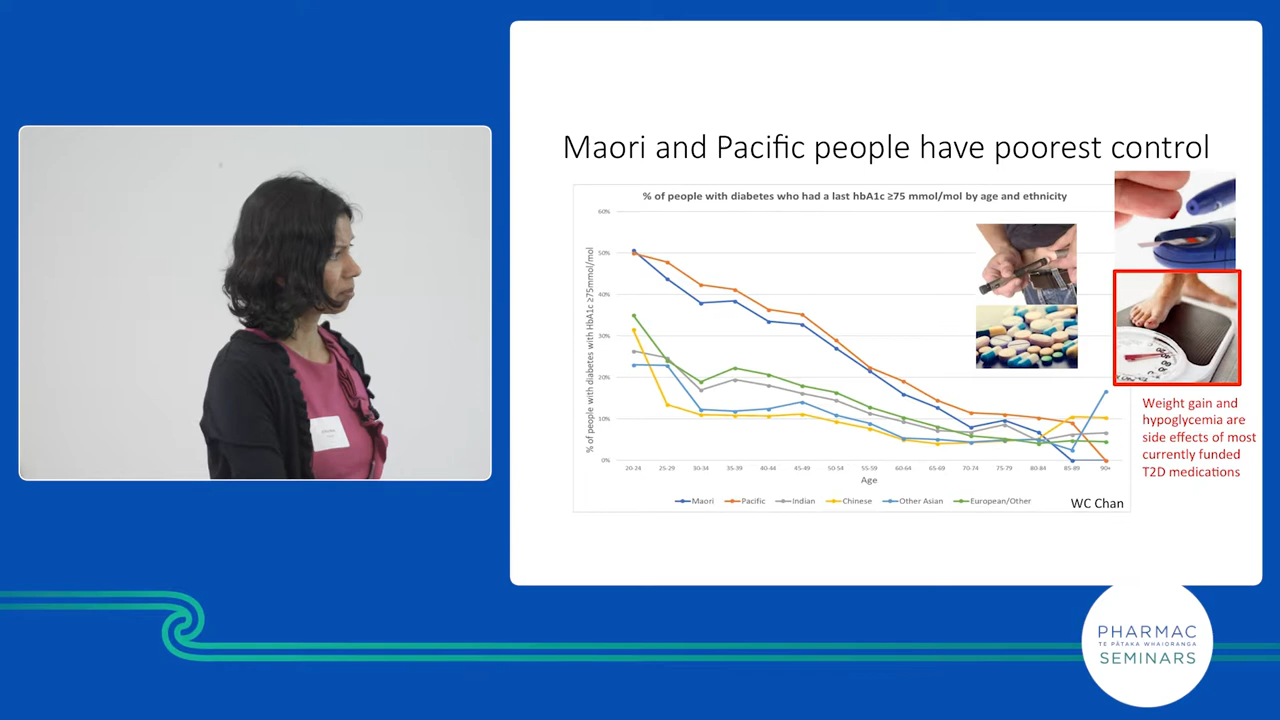 Maori and Pacific people have poorest control
% of people with diabetes who had a last hbA1c ≥75 mmol/mol by age and ethnicity
% of people with diabetes with HbA1c ≥75mmol/mol
60%
50%
40%
30%
20%
10%
0%
20-24 25-29 30-34 35-39 40-44 45-49 50-54 55-59 60-64 65-69 70-74 75-79 80-84 85-89 90+
Age
Maori Pacific Indian Chinese Other Asian European/Other
WC Chan
Weight gain and
hypoglycemia are
side effects of most
currently funded
T2D medications
PHARMAC
TE PĀTAKA WHAIORANGA
SEMINARS